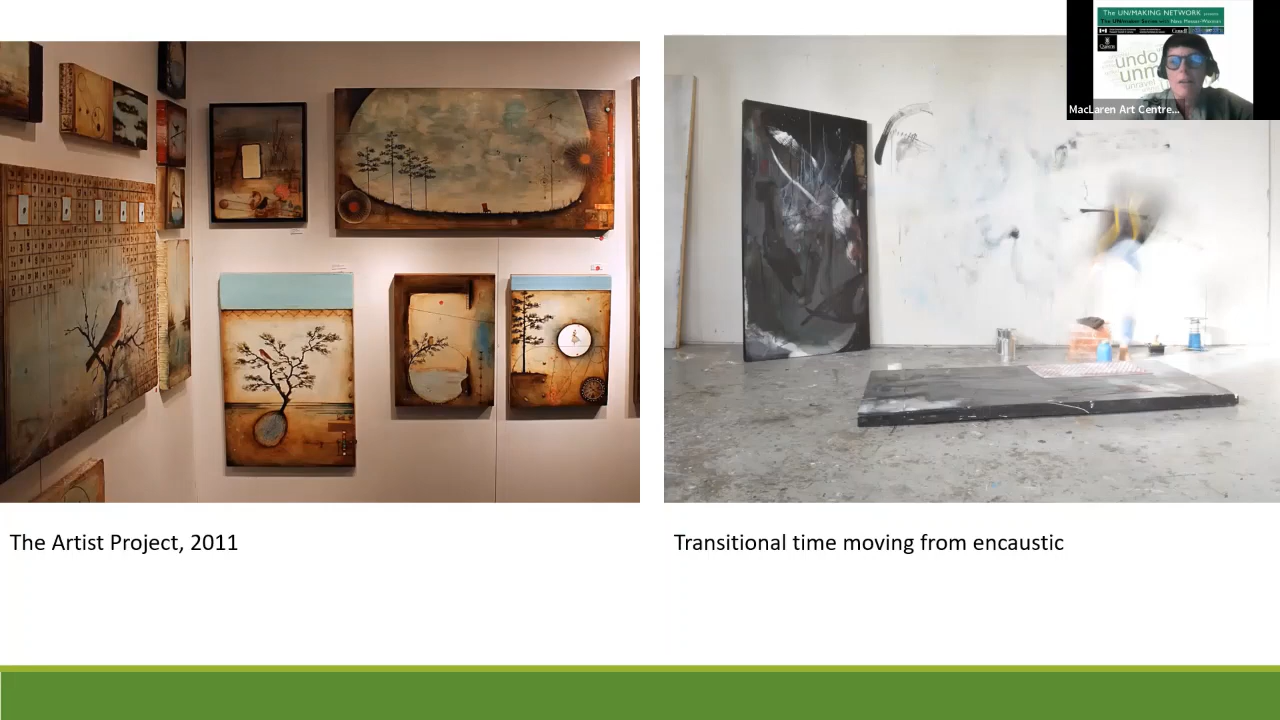 The UN/MAKING NETWORK
undo
MacLaren Art Centre...
The Artist Project, 2011
Transitional time moving from encaustic